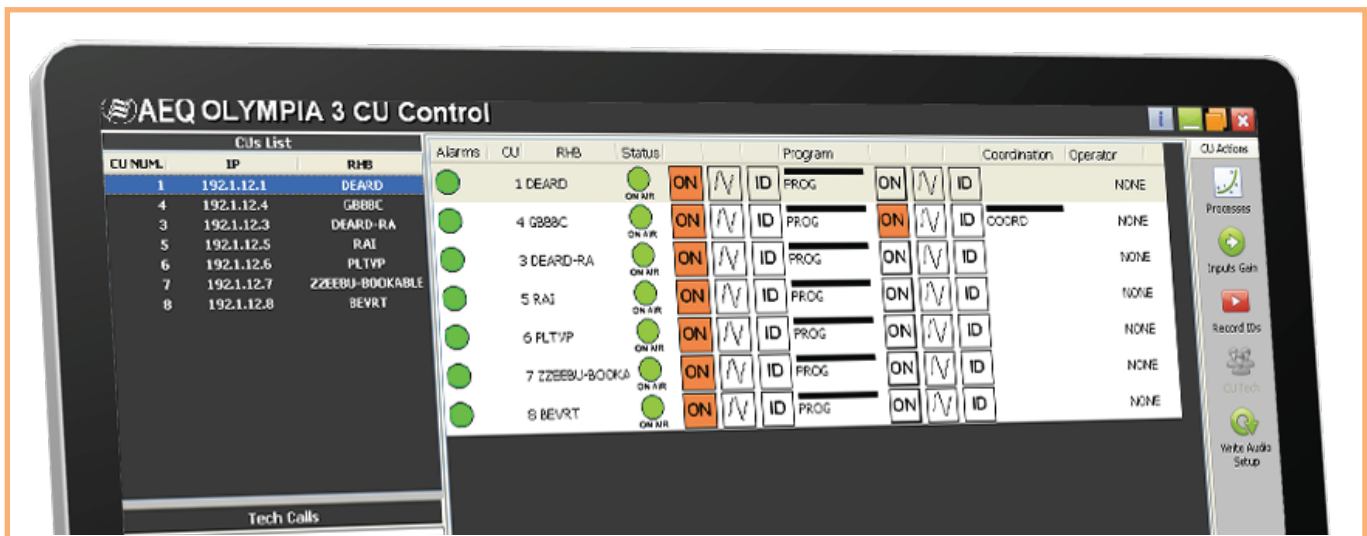 AEQ OLYMPIA 3 CU Control
i
CUs List
CU NUM. IP RHB
1 192.1.12.1 DEARD
4 192.1.12.4 GBBBC
3 192.1.12.3 DEARD-RA
5 192.1.12.5 RAI
6 192.1.12.6 PLTVP
7 192.1.12.7 ZZEEBU-BOOKABLE
8 192.1.12.8 BEVRT
Tech Calls
Alarms CU RHB Status Program Coordination Operator
1 DEARD ON AIR ON ID PROG ON ID NONE
4 GBBBC ON AIR ON ID PROG ON ID COORD NONE
3 DEARD-RA ON AIR ON ID PROG ON ID NONE
5 RAI ON AIR ON ID PROG ON ID NONE
6 PLTVP ON AIR ON ID PROG ON ID NONE
7 ZZEEBU-BOOKA ON AIR ON ID PROG ON ID NONE
8 BEVRT ON AIR ON ID PROG ON ID NONE
CU Actions
Processes
Inputs Gain
Record IDs
CU Tech
Write Audio
Setup